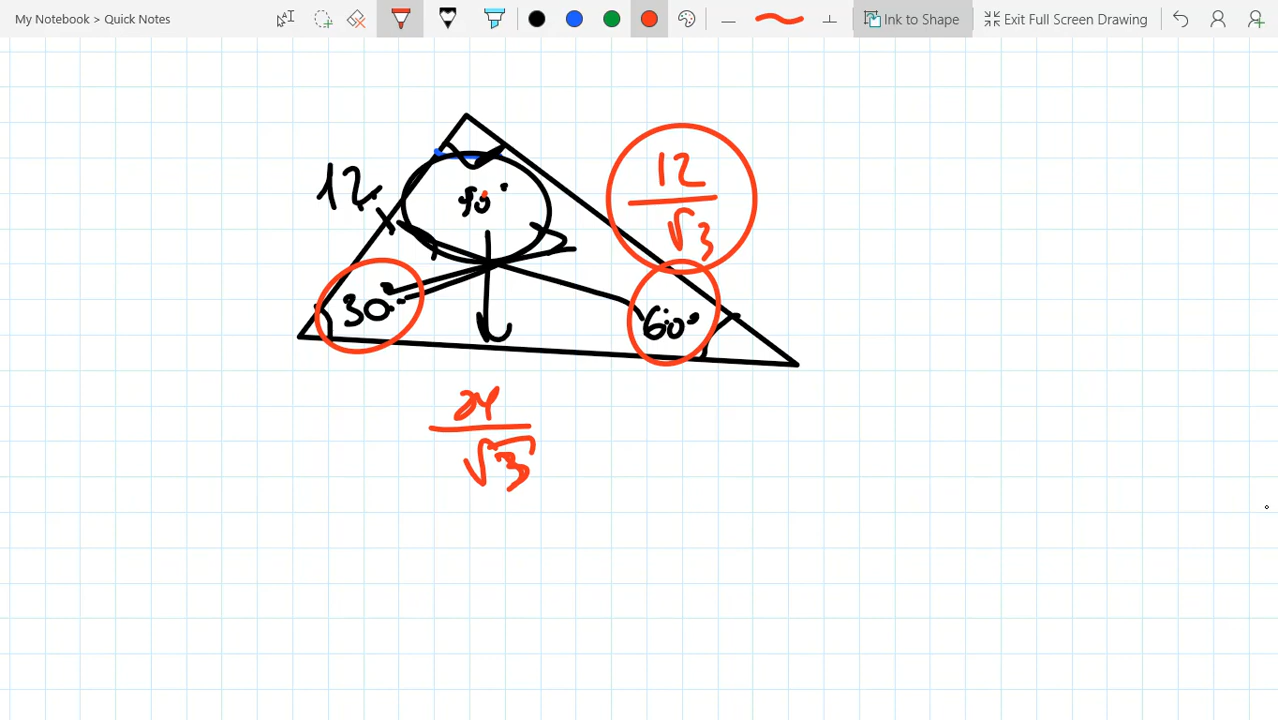 My Notebook > Quick Notes
Ink to Shape
Exit Full Screen Drawing
12
12
√3
90°
30°
60°
24
√3